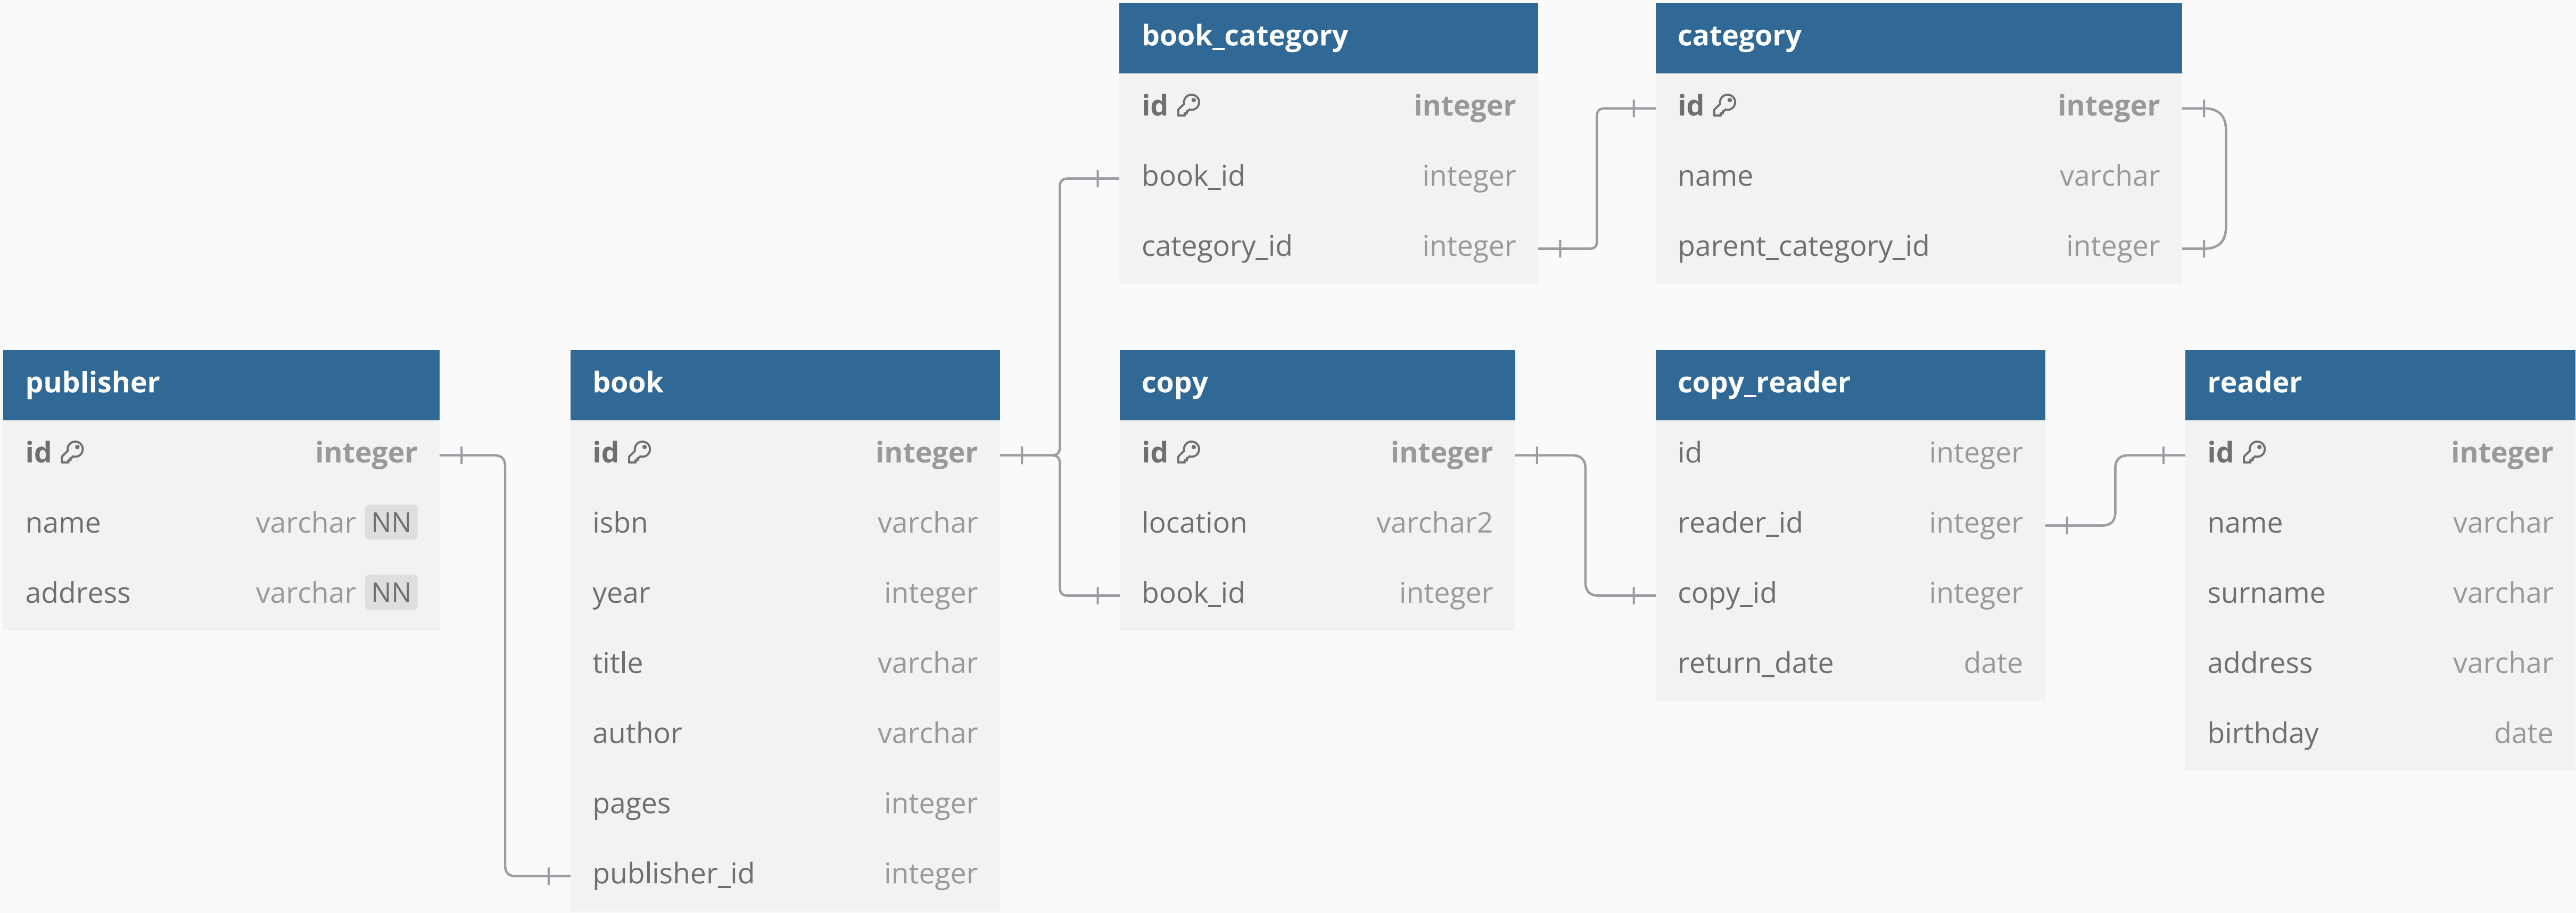 book_category
id integer
book_id integer
category_id integer
category
id integer
name varchar
parent_category_id integer
publisher
id integer
name varchar NN
address varchar NN
book
id integer
isbn varchar
year integer
title varchar
author varchar
pages integer
publisher_id integer
copy
id integer
location varchar2
book_id integer
copy_reader
id integer
reader_id integer
copy_id integer
return_date date
reader
id integer
name varchar
surname varchar
address varchar
birthday date